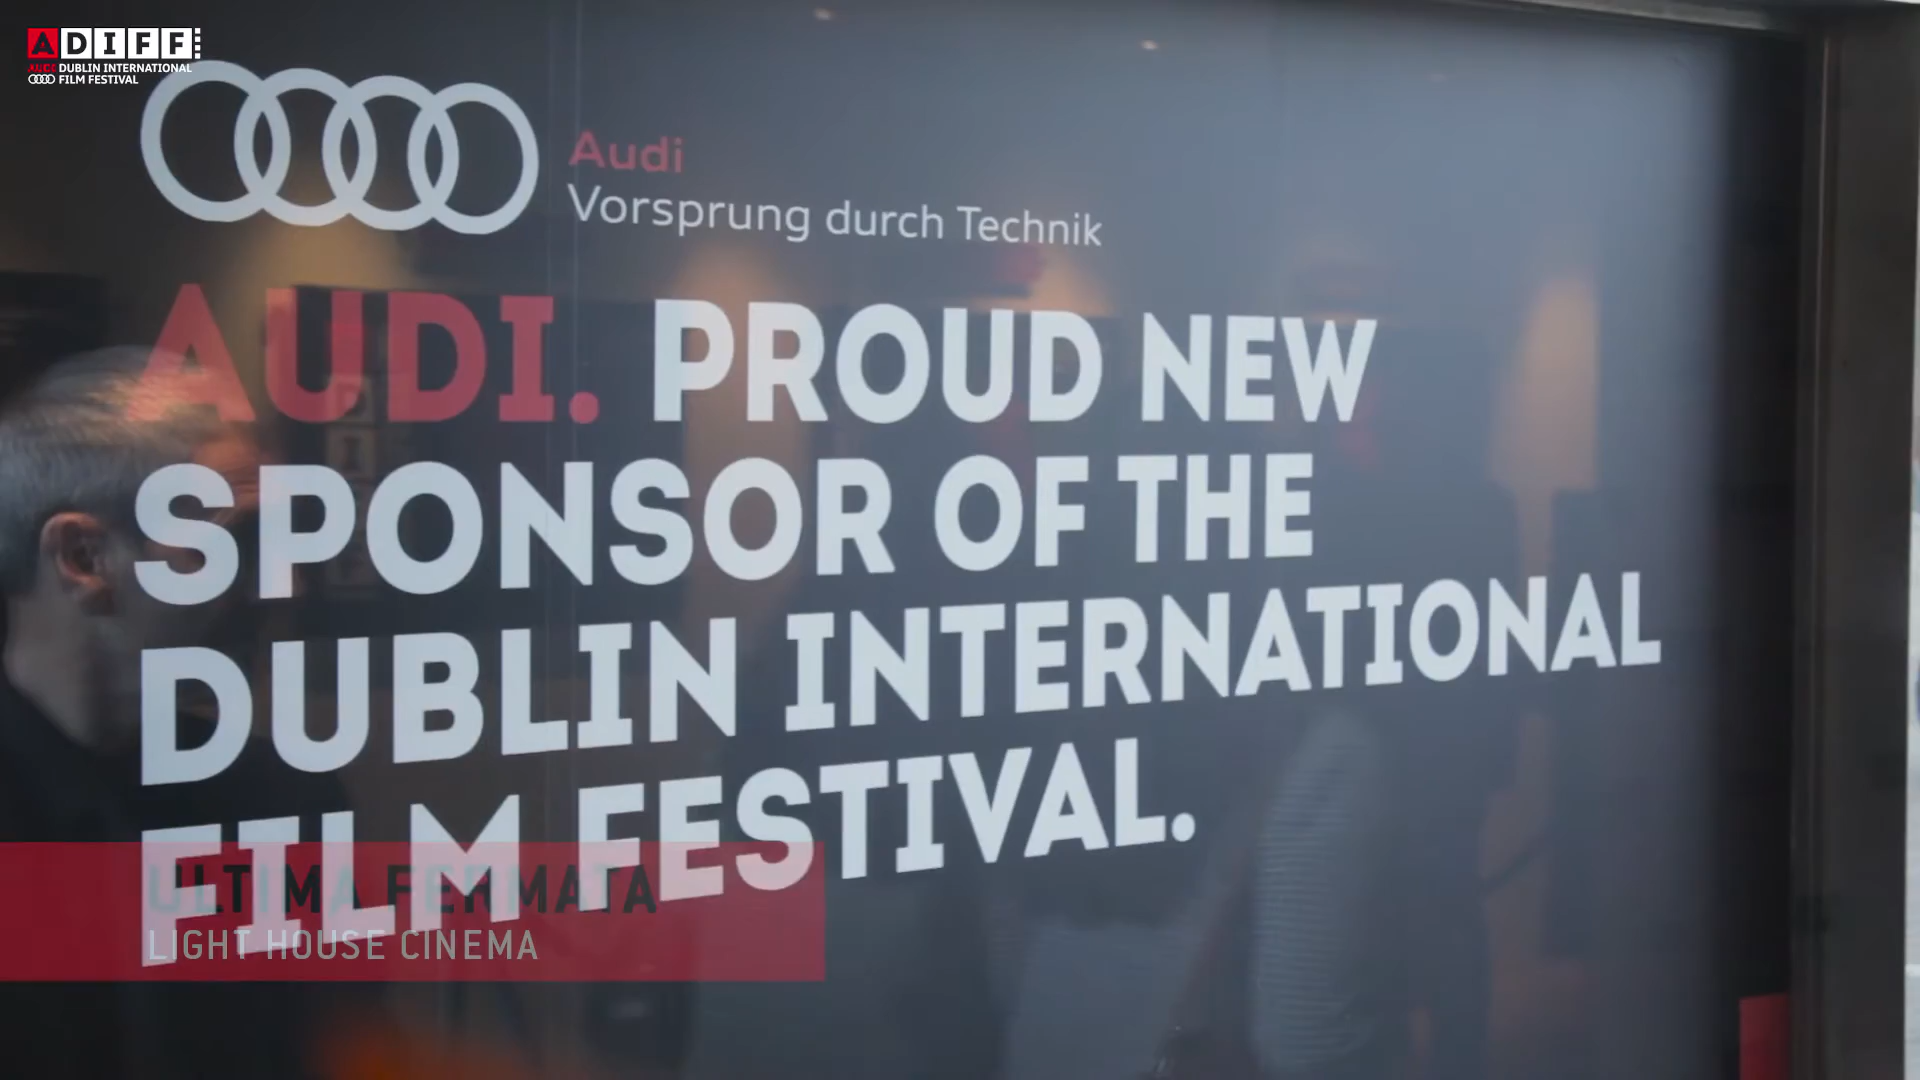 ADIFF
AUDI DUBLIN INTERNATIONAL
FILM FESTIVAL
Audi
Vorsprung durch Technik
AUDI. PROUD NEW
SPONSOR OF THE
DUBLIN INTERNATIONAL
FILM FESTIVAL.
ULTIMA FERMATA
LIGHT HOUSE CINEMA